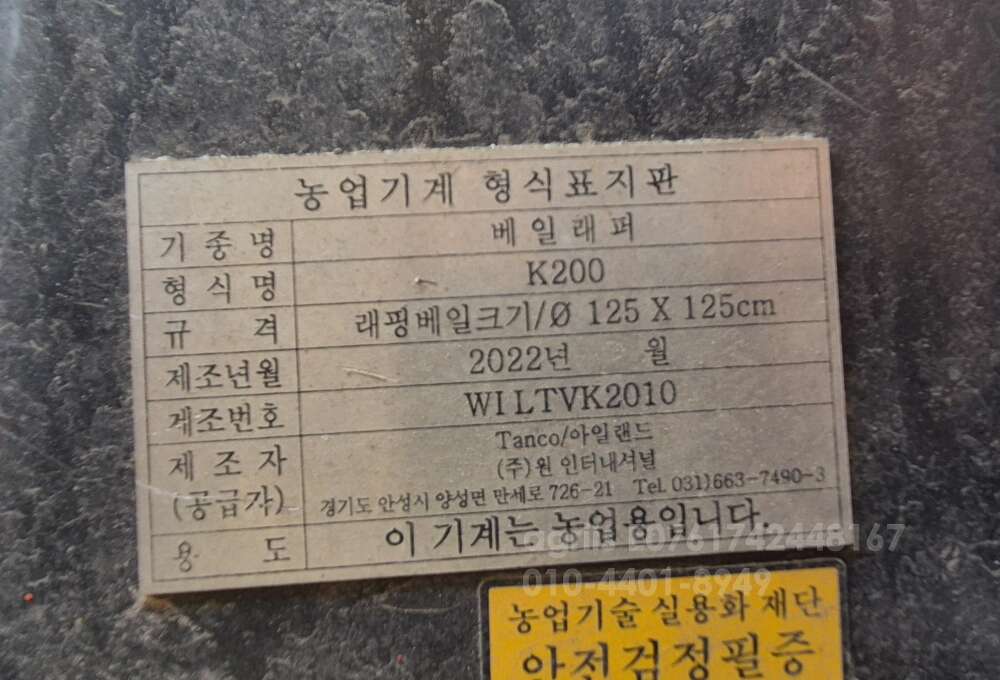 농업기계 형식표지판
기종명 베일래퍼
형식명 K200
규격 래핑베일크기/Ø 125 X 125cm
제조년월 2022년 월
제조번호 WILTVK2010
제조자 (공급가) Tanco/아일랜드
(주)원 인터내셔널
경기도 안성시 양성면 만세로 726-21 Tel. 031)663-7490-3
용도 이 기계는 농업용입니다.
010-4401-8949
농업기술 실용화 재단
안전검정필증